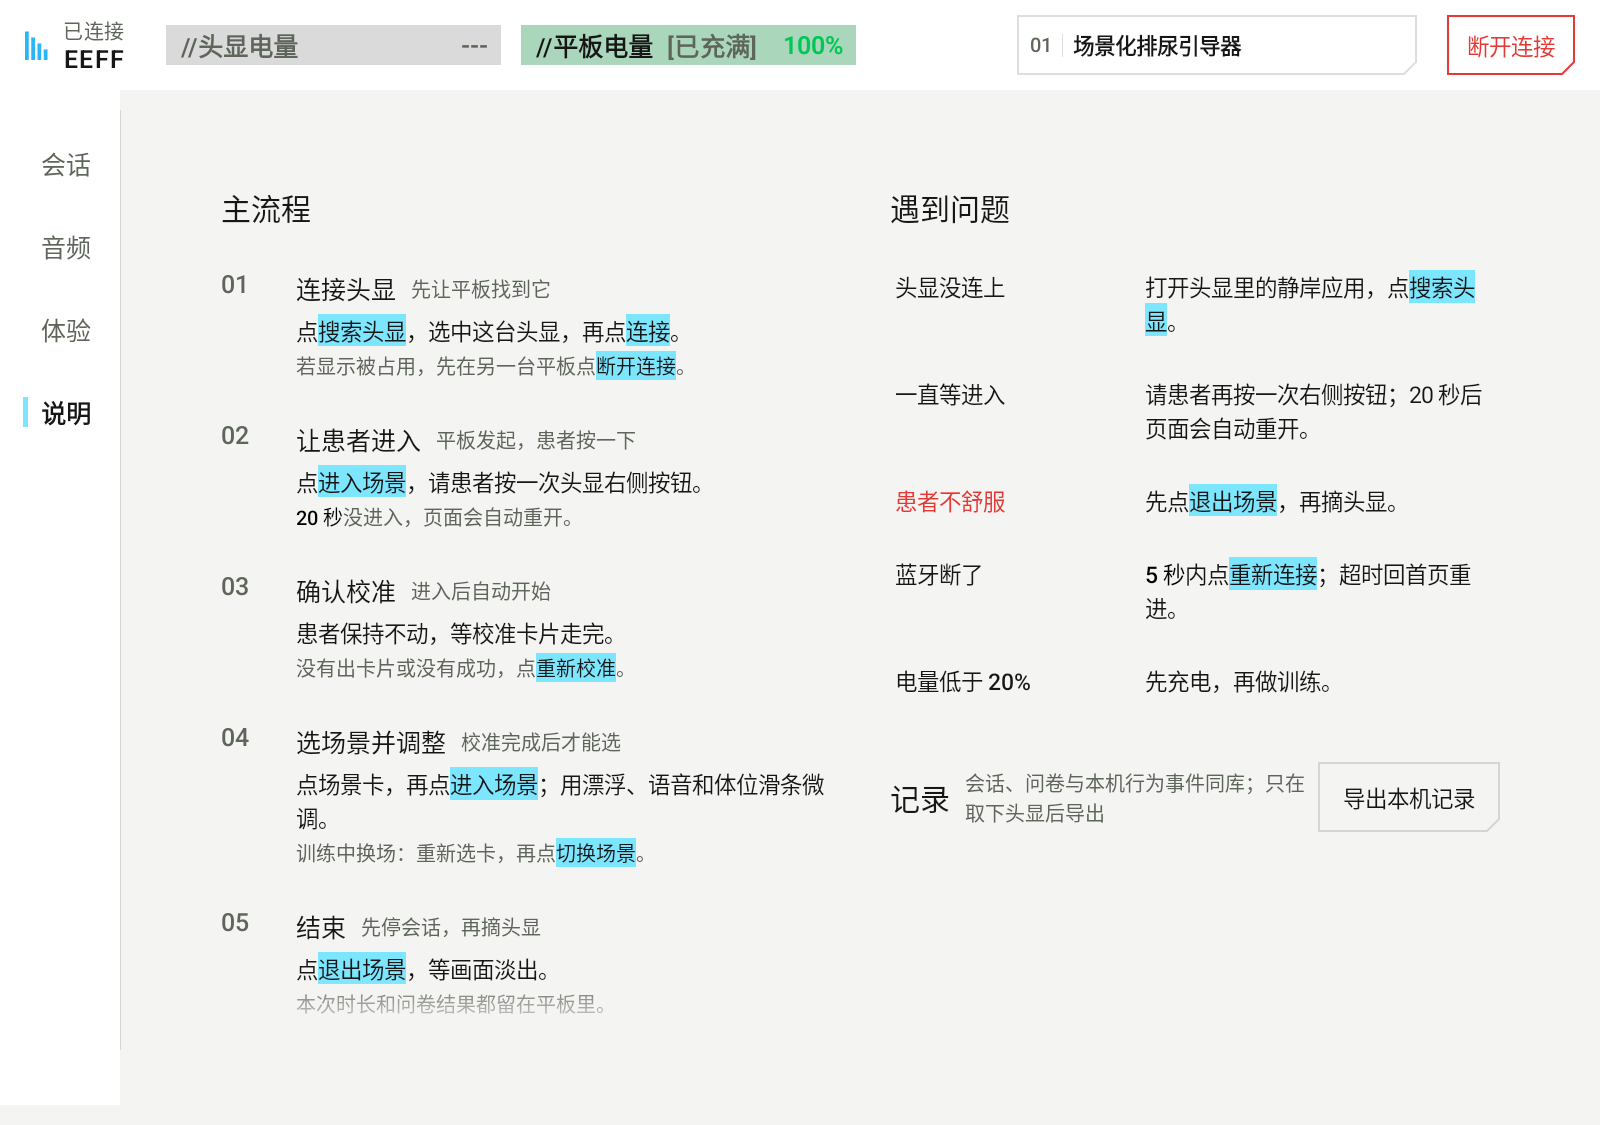 已连接
EEFF
//头显电量 ---
//平板电量 [已充满] 100%
01 场景化排尿引导器
断开连接
会话
音频
体验
说明
主流程
01 连接头显 先让平板找到它
点搜索头显，选中这台头显，再点连接。
若显示被占用，先在另一台平板点断开连接。
02 让患者进入 平板发起，患者按一下
点进入场景，请患者按一次头显右侧按钮。
20 秒没进入，页面会自动重开。
03 确认校准 进入后自动开始
患者保持不动，等校准卡片走完。
没有出卡片或没有成功，点重新校准。
04 选场景并调整 校准完成后才能选
点场景卡，再点进入场景；用漂浮、语音和体位滑条微
调。
训练中换场：重新选卡，再点切换场景。
05 结束 先停会话，再摘头显
点退出场景，等画面淡出。
本次时长和问卷结果都留在平板里。
遇到问题
头显没连上 打开头显里的静岸应用，点搜索头
显。
一直等进入 请患者再按一次右侧按钮；20 秒后
页面会自动重开。
患者不舒服 先点退出场景，再摘头显。
蓝牙断了 5 秒内点重新连接；超时回首页重
进。
电量低于 20% 先充电，再做训练。
记录 会话、问卷与本机行为事件同库；只在
取下头显后导出
导出本机记录